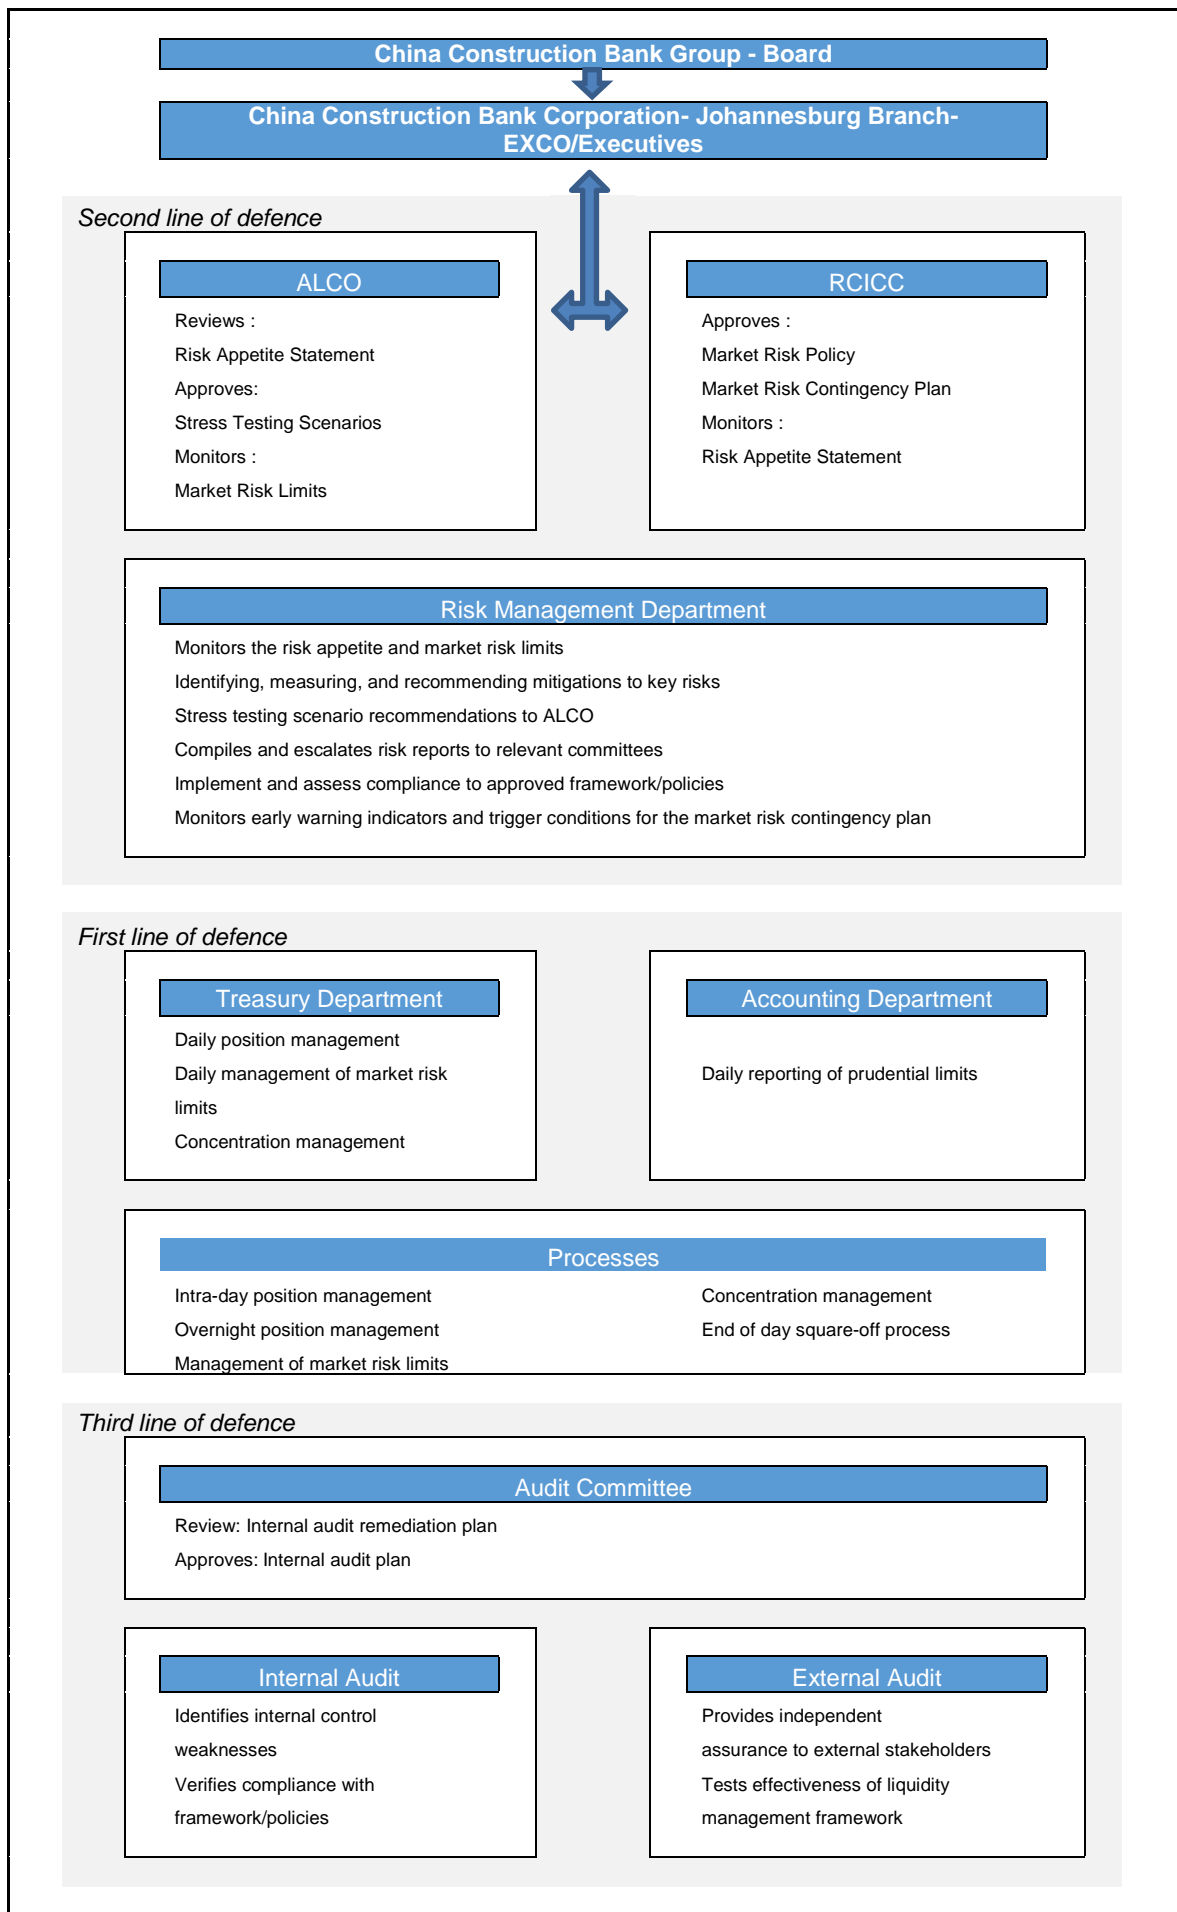 China Construction Bank Group - Board
China Construction Bank Corporation- Johannesburg Branch-
EXCO/Executives
Second line of defence
ALCO
Reviews :
Risk Appetite Statement
Approves:
Stress Testing Scenarios
Monitors :
Market Risk Limits
RCICC
Approves :
Market Risk Policy
Market Risk Contingency Plan
Monitors :
Risk Appetite Statement
Risk Management Department
Monitors the risk appetite and market risk limits
Identifying, measuring, and recommending mitigations to key risks
Stress testing scenario recommendations to ALCO
Compiles and escalates risk reports to relevant committees
Implement and assess compliance to approved framework/policies
Monitors early warning indicators and trigger conditions for the market risk contingency plan
First line of defence
Treasury Department
Daily position management
Daily management of market risk
limits
Concentration management
Accounting Department
Daily reporting of prudential limits
Processes
Intra-day position management
Overnight position management
Management of market risk limits
Concentration management
End of day square-off process
Third line of defence
Audit Committee
Review: Internal audit remediation plan
Approves: Internal audit plan
Internal Audit
Identifies internal control
weaknesses
Verifies compliance with
framework/policies
External Audit
Provides independent
assurance to external stakeholders
Tests effectiveness of liquidity
management framework